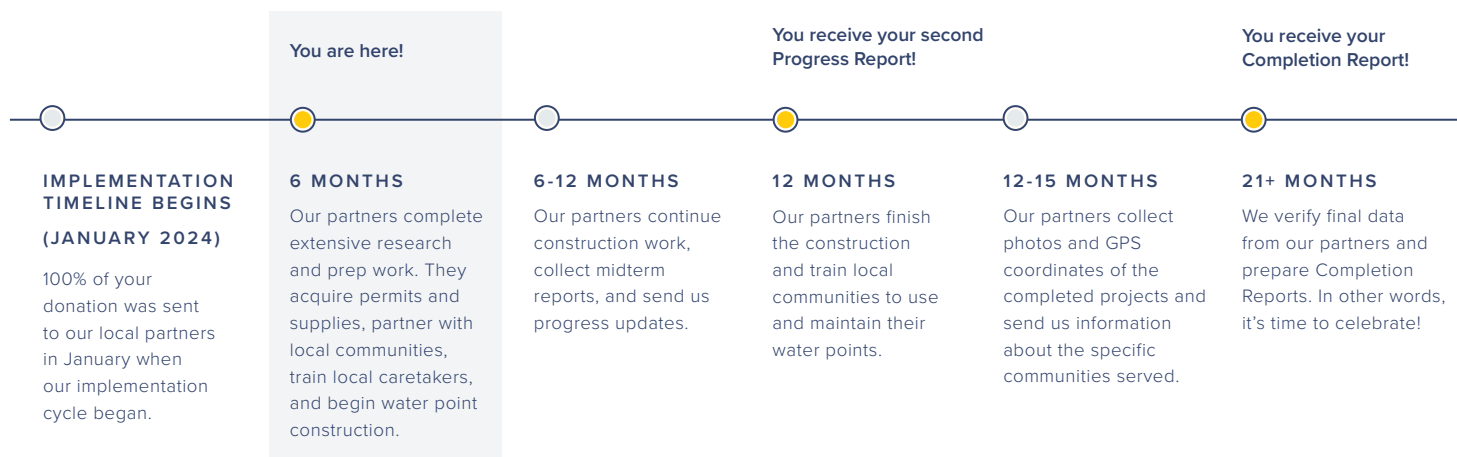 You are here!
You receive your second
Progress Report!
You receive your
Completion Report!
IMPLEMENTATION
TIMELINE BEGINS
(JANUARY 2024)
100% of your
donation was sent
to our local partners
in January when
our implementation
cycle began.
6 MONTHS
Our partners complete
extensive research
and prep work. They
acquire permits and
supplies, partner with
local communities,
train local caretakers,
and begin water point
construction.
6-12 MONTHS
Our partners continue
construction work,
collect midterm
reports, and send us
progress updates.
12 MONTHS
Our partners finish
the construction
and train local
communities to use
and maintain their
water points.
12-15 MONTHS
Our partners collect
photos and GPS
coordinates of the
completed projects and
send us information
about the specific
communities served.
21+ MONTHS
We verify final data
from our partners and
prepare Completion
Reports. In other words,
it’s time to celebrate!